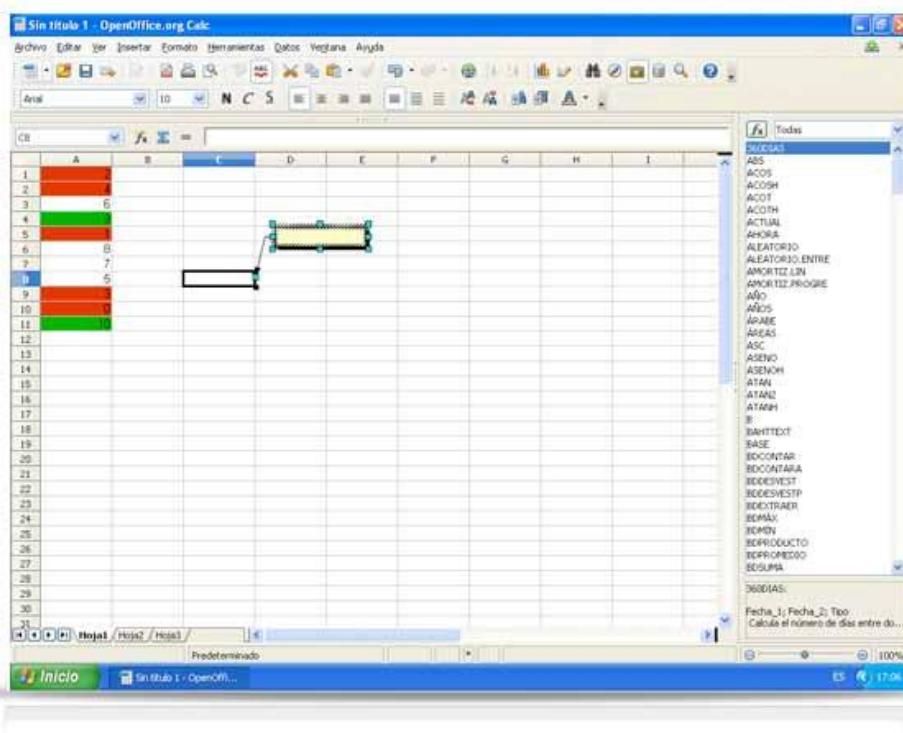 Sin título 1 - OpenOffice.org Calc
Archivo Editar Ver Insertar Formato Herramientas Datos Ventana Ayuda
Arial 10 N C S
C8 = Todas
A B C D E F G H I
1 2
2 4
3 6
4
5 1
6 8
7 7
8
9 3
10 0
11 10
12
13
14
15
16
17
18
19
20
21
22
23
24
25
26
27
28
29
30
31
360DIAS
ABS
ACOS
ACOSH
ACOT
ACOTH
ACTUAL
AHORA
ALEATORIO
ALEATORIO.ENTRE
AMORTIZ.LIN
AMORTIZ.PROGRE
AÑO
AÑOS
ÁRABE
ÁREAS
ASC
ASENO
ASENOH
ATAN
ATAN2
ATANH
B
BAHTTEXT
BASE
BDCONTAR
BDCONTARA
BDDESVEST
BDDESVESTP
BDEXTRAER
BDMÁX
BDMÍN
BDPRODUCTO
BDPROMEDIO
BDSUMA
360DIAS:
Fecha_1; Fecha_2; Tipo
Calcula el número de días entre do...
Hoja1 Hoja2 Hoja3
Predeterminado * 100%
Inicio Sin título 1 - OpenOffi... ES 17:06